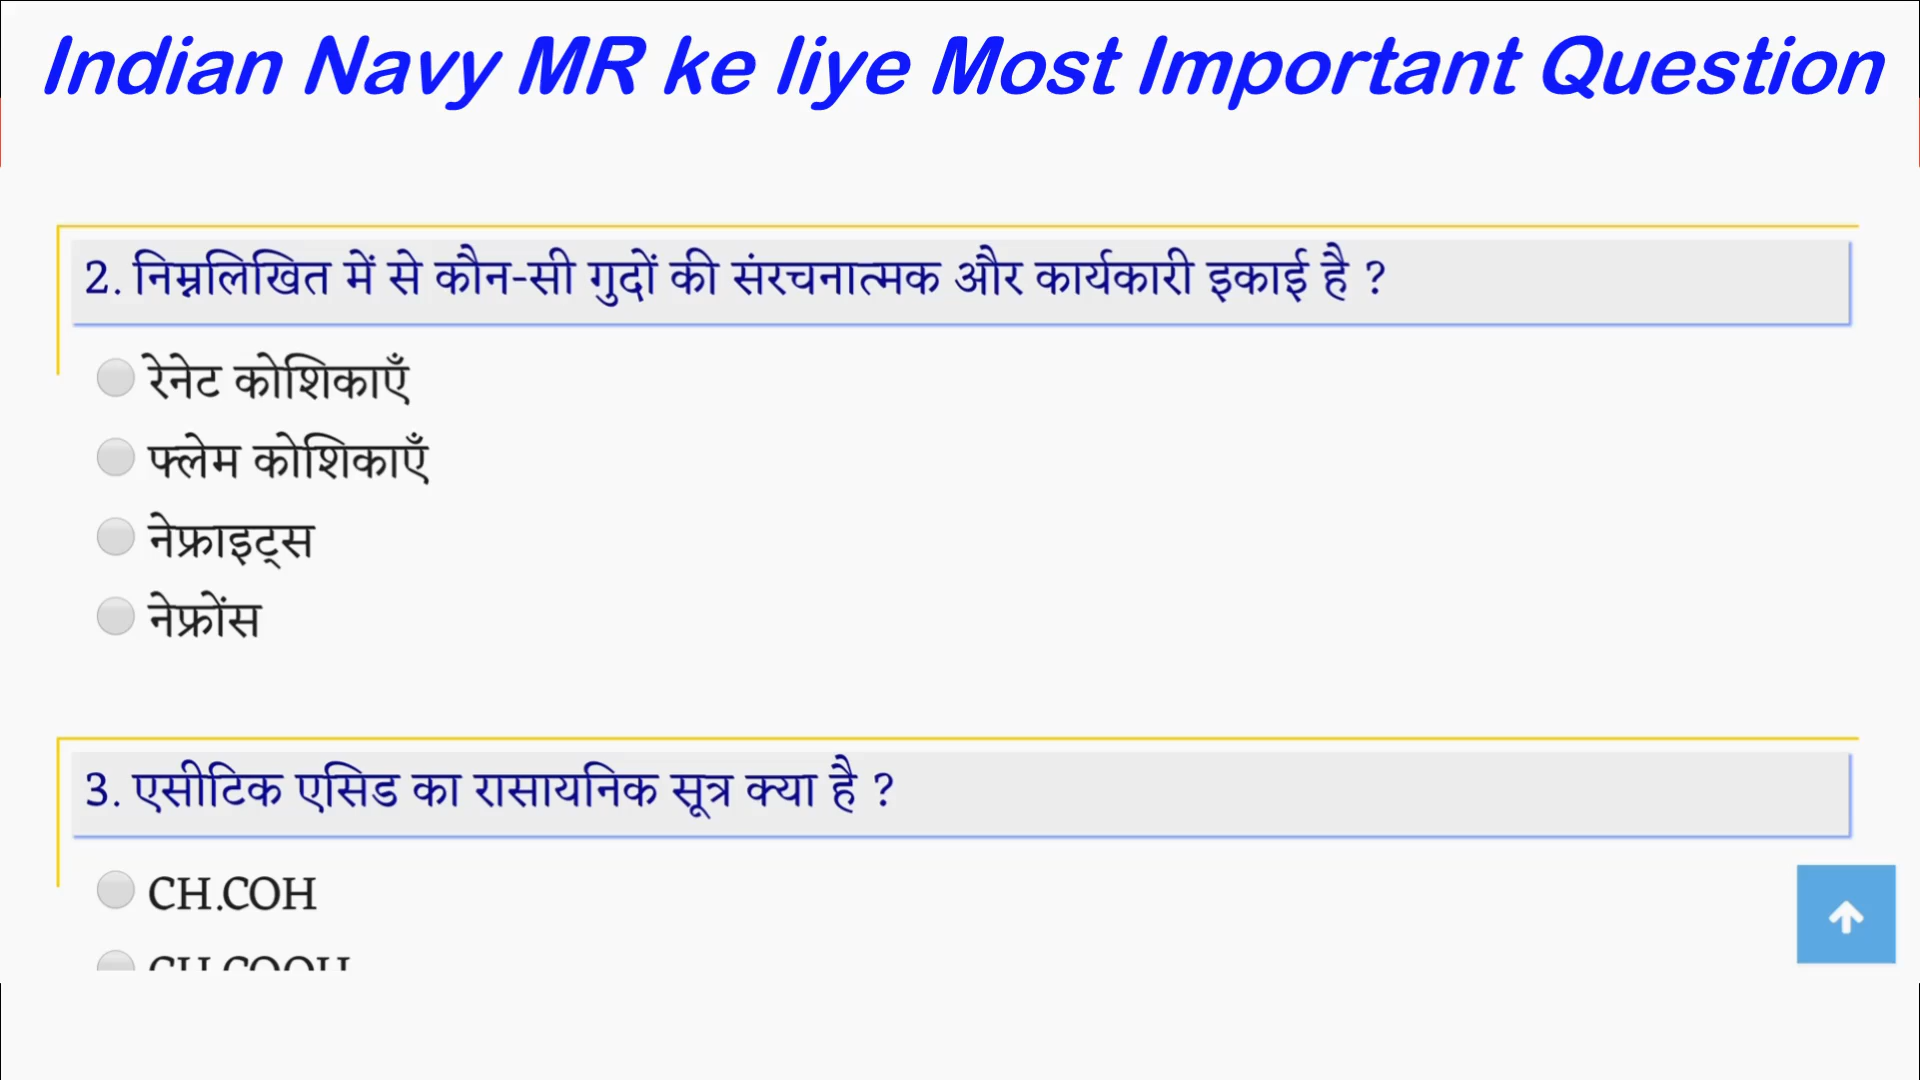 Indian Navy MR ke liye Most Important Question
2. निम्नलिखित में से कौन-सी गुदों की संरचनात्मक और कार्यकारी इकाई है ?
रेनेट कोशिकाएँ
फ्लेम कोशिकाएँ
नेफ्राइट्स
नेफ्रोंस
3. एसीटिक एसिड का रासायनिक सूत्र क्या है ?
CH.COH